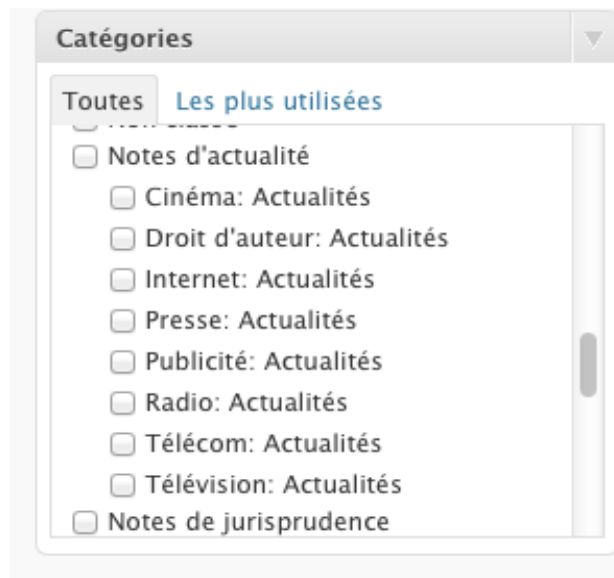 Catégories
Toutes Les plus utilisées
Notes d'actualité
Cinéma: Actualités
Droit d'auteur: Actualités
Internet: Actualités
Presse: Actualités
Publicité: Actualités
Radio: Actualités
Télécom: Actualités
Télévision: Actualités
Notes de jurisprudence